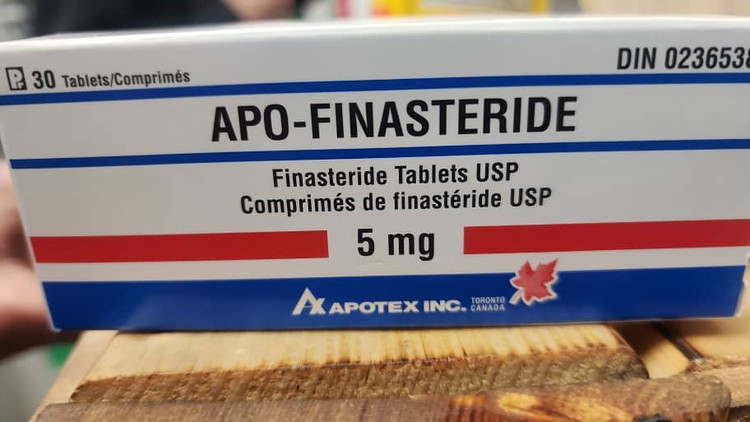 Pr 30 Tablets/Comprimés
DIN 0236538
APO-FINASTERIDE
Finasteride Tablets USP
Comprimés de finastéride USP
5 mg
APOTEX INC. TORONTO
CANADA